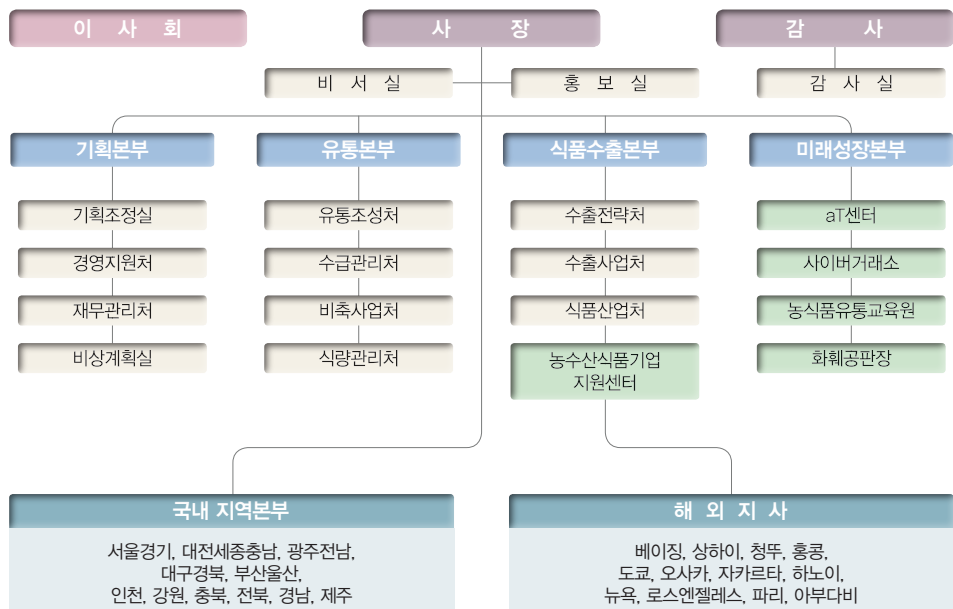 이 사 회
사 장
감 사
비 서 실
홍 보 실
감 사 실
기획본부
유통본부
식품수출본부
미래성장본부
기획조정실
유통조성처
수출전략처
aT센터
경영지원처
수급관리처
수출사업처
사이버거래소
재무관리처
비축사업처
식품산업처
농식품유통교육원
비상계획실
식량관리처
농수산식품기업
지원센터
화훼공판장
국내 지역본부
서울경기, 대전세종충남, 광주전남,
대구경북, 부산울산,
인천, 강원, 충북, 전북, 경남, 제주
해 외 지 사
베이징, 상하이, 청뚜, 홍콩,
도쿄, 오사카, 자카르타, 하노이,
뉴욕, 로스엔젤레스, 파리, 아부다비